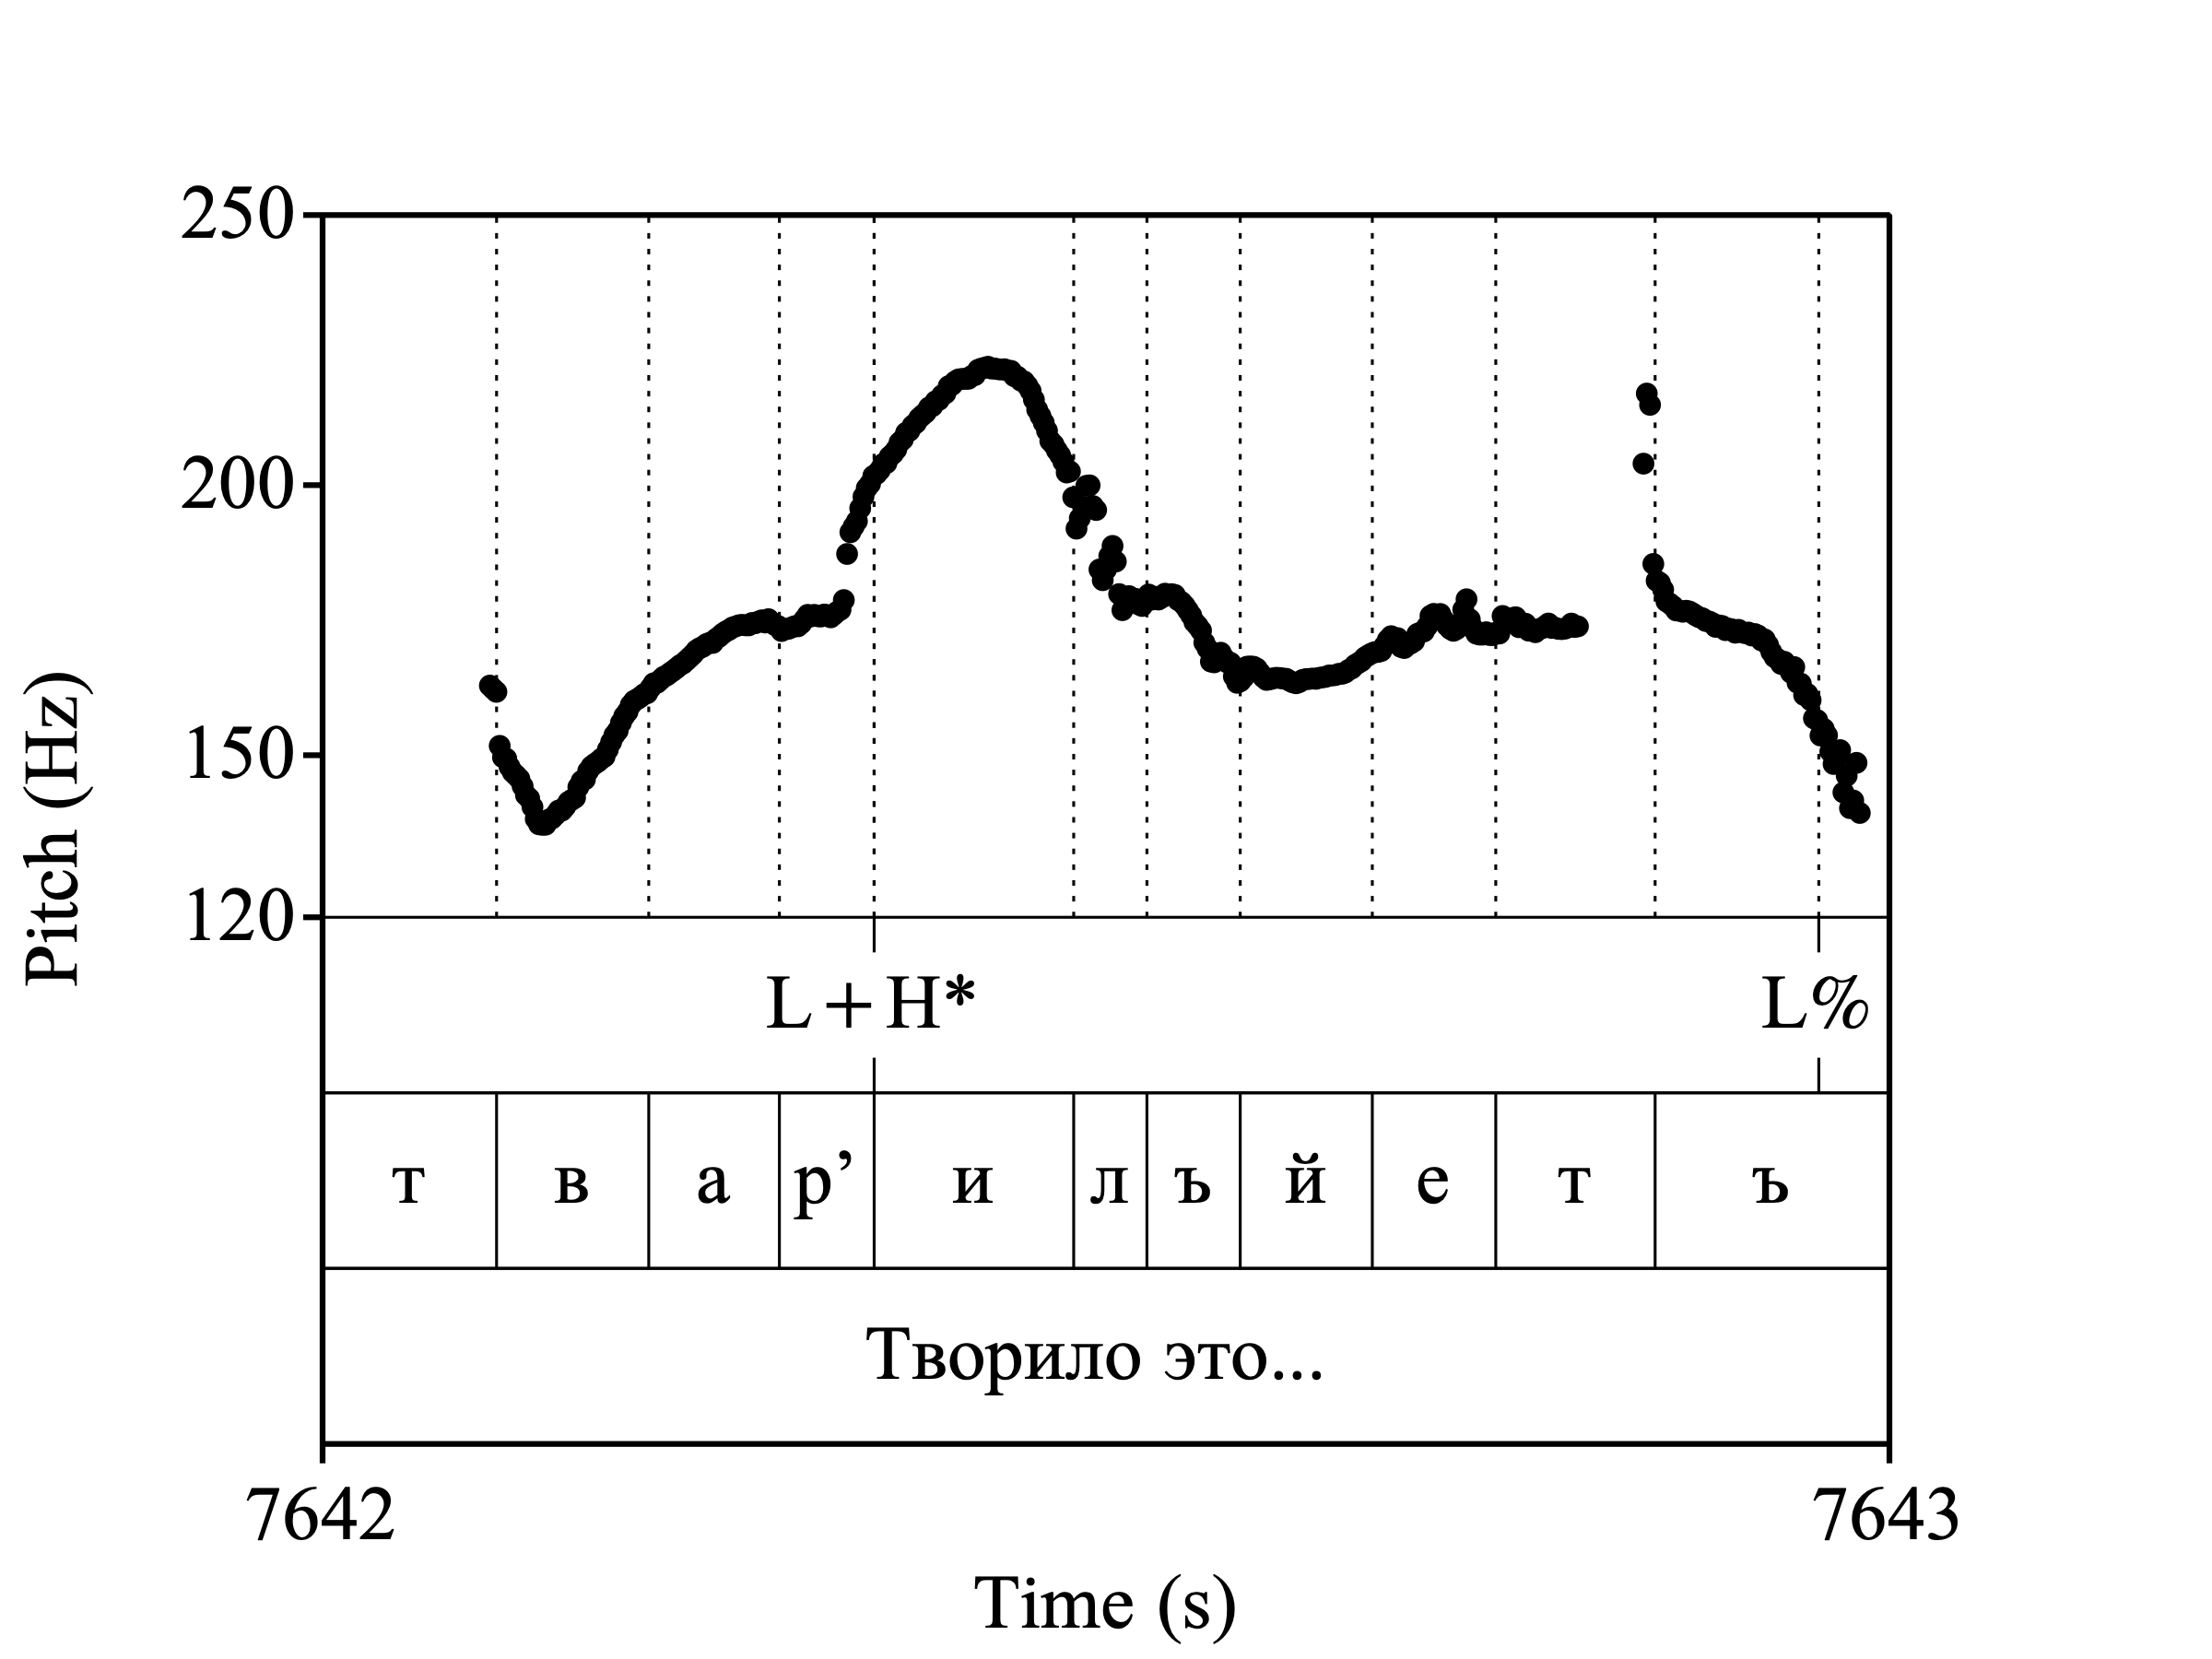 250
200
150
120
Pitch (Hz)
L+H* L%
т в а р’ и л ъ й е т ъ
Творило это...
7642 7643
Time (s)